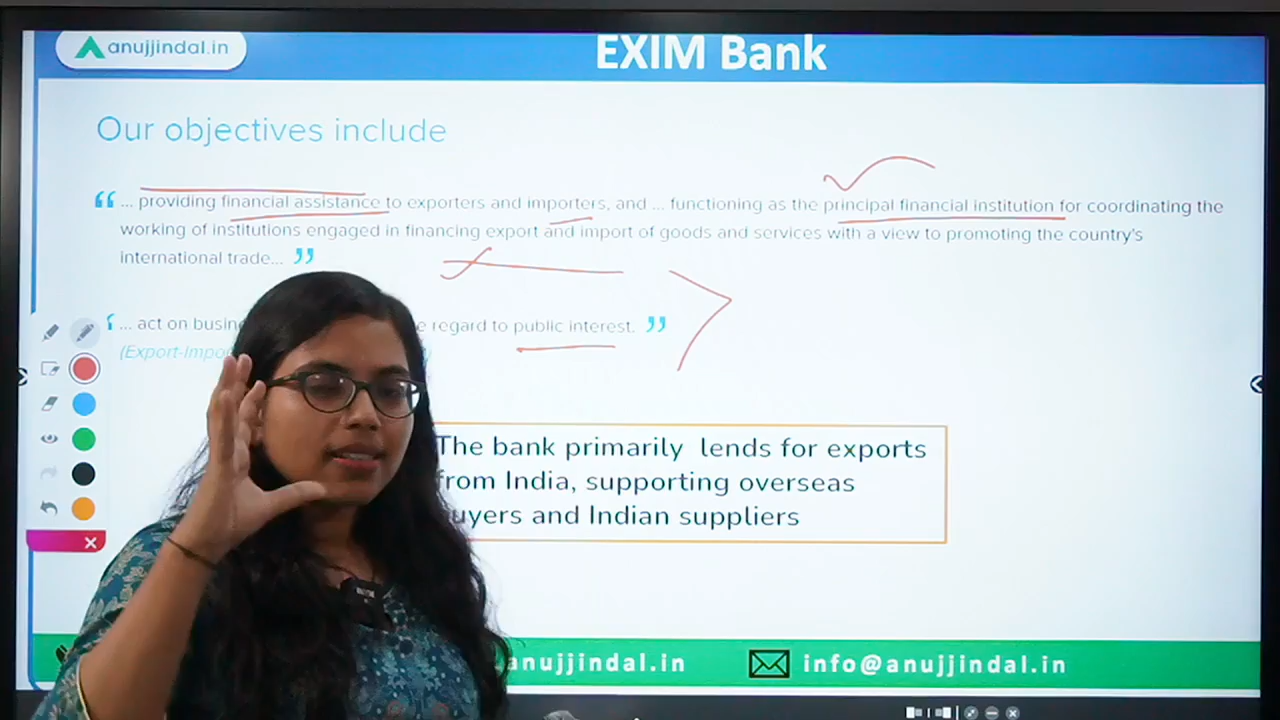 anujjindal.in
EXIM Bank
Our objectives include
“ ... providing financial assistance to exporters and importers, and ... functioning as the principal financial institution for coordinating the
working of institutions engaged in financing export and import of goods and services with a view to promoting the country's
international trade... ”
... act on regard to public interest. ”
The bank primarily lends for exports
from India, supporting overseas
uyers and Indian suppliers
anujjindal.in
info@anujjindal.in